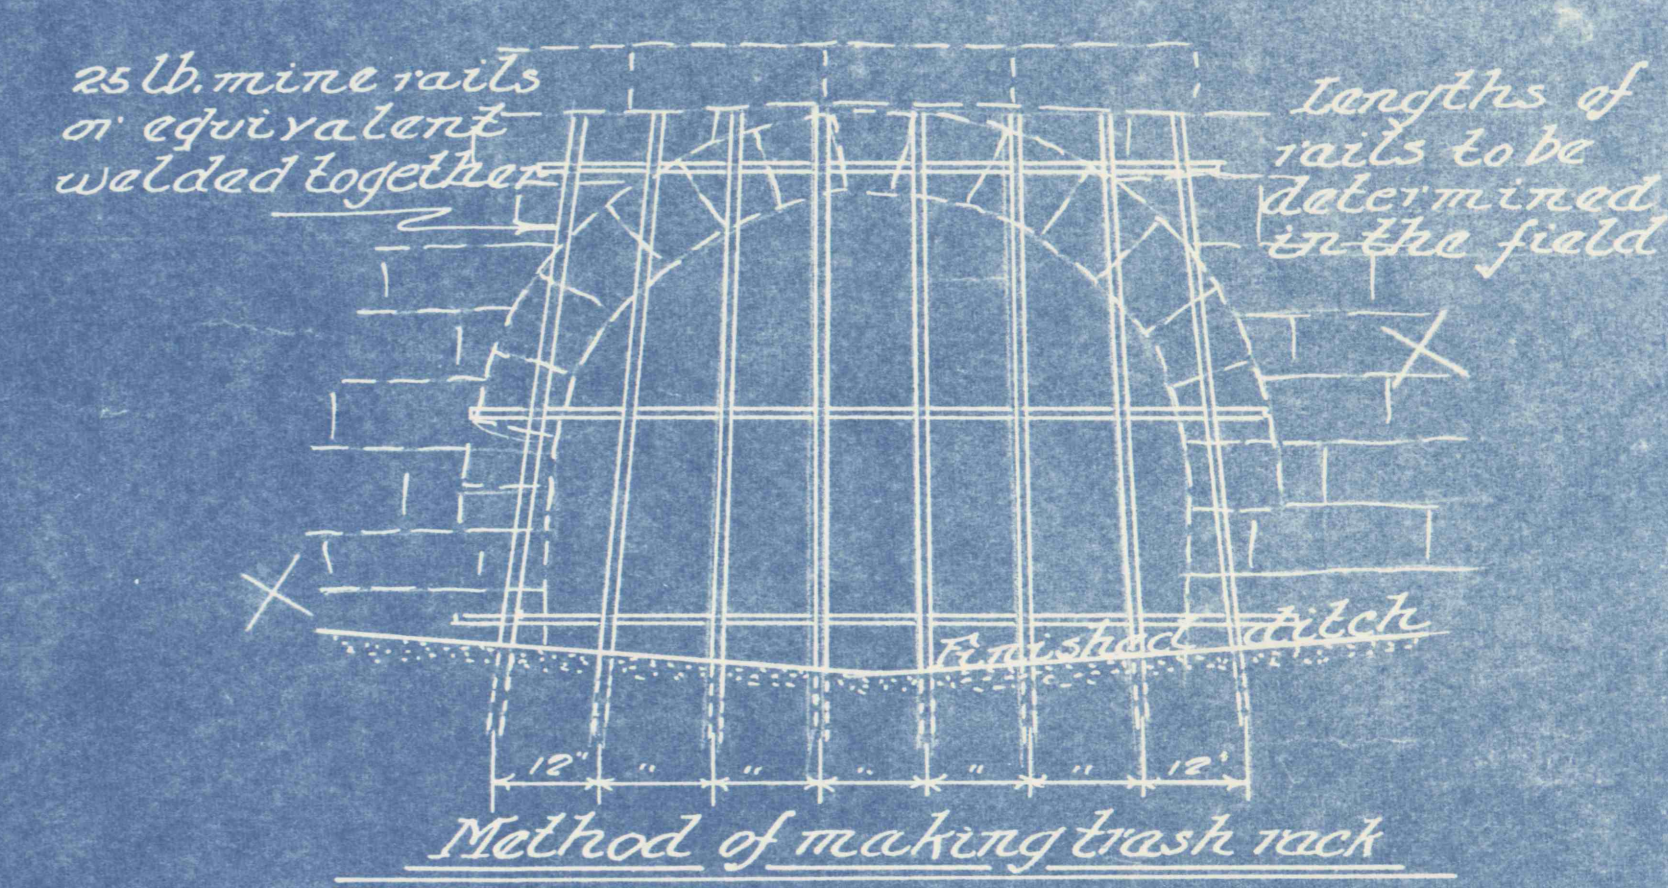 25 lb. mine rails
or equivalent
welded together
Lengths of
rails to be
determined
in the field
Finished ditch
12" " " " " " 12"
Method of making trash rack